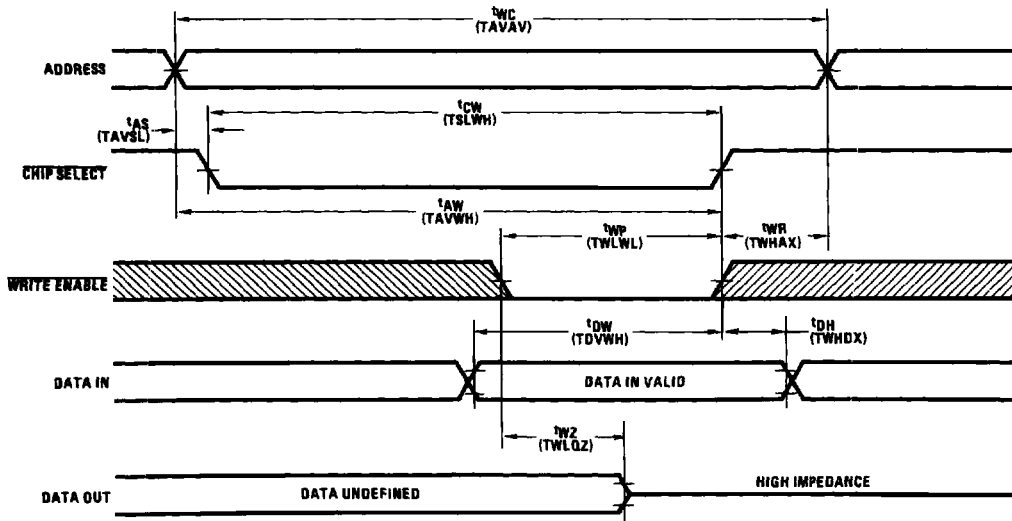 tWC
(TAVAV)
ADDRESS
tCW
(TSLWH)
tAS
(TAVSL)
CHIP SELECT
tAW
(TAVWH)
tWP
(TWLWL)
tWR
(TWHAX)
WRITE ENABLE
tDW
(TDVWH)
tDH
(TWHDX)
DATA IN
DATA IN VALID
tWZ
(TWLQZ)
DATA OUT
DATA UNDEFINED
HIGH IMPEDANCE